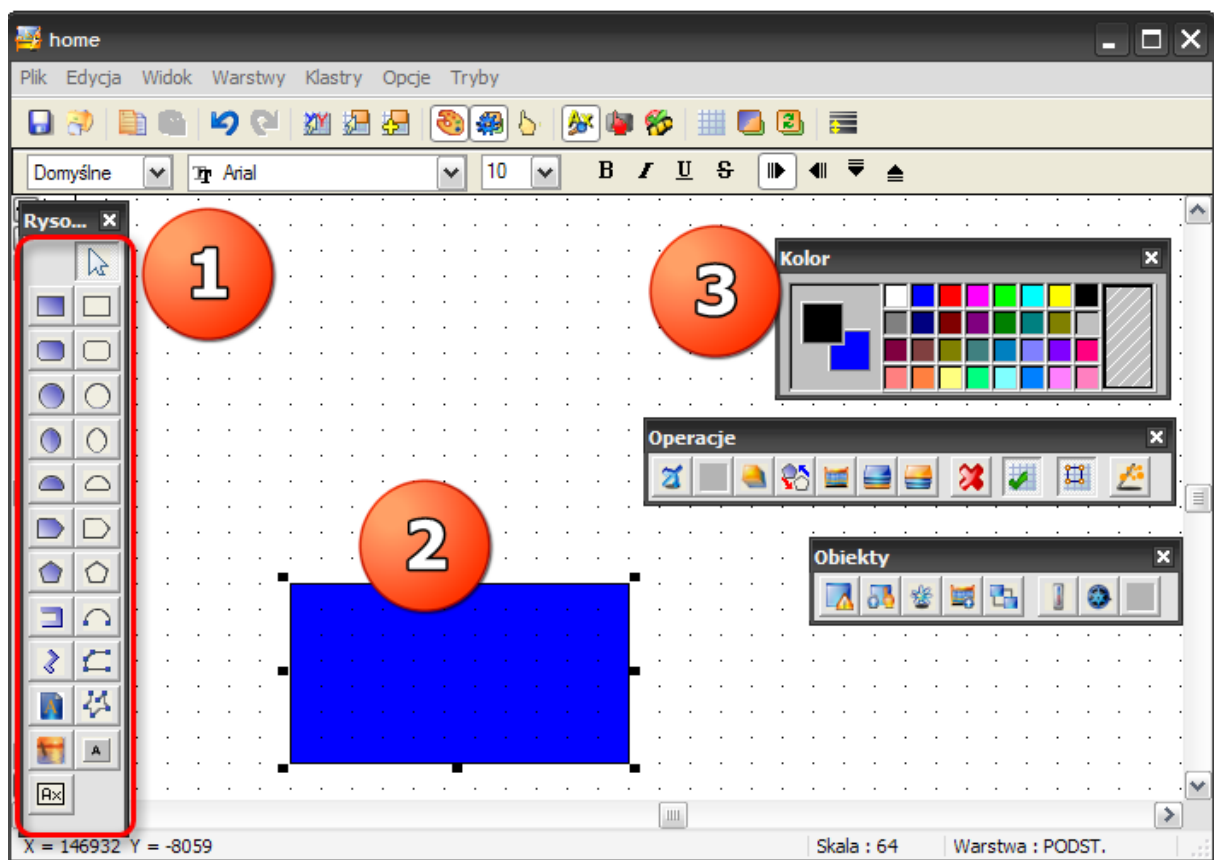 home
Plik Edycja Widok Warstwy Klastry Opcje Tryby
Domyślne Arial 10 B I U S
Ryso...
1
3
Kolor
Operacje
2
Obiekty
A
A
Ax
X = 146932 Y = -8059 Skala : 64 Warstwa : PODST.